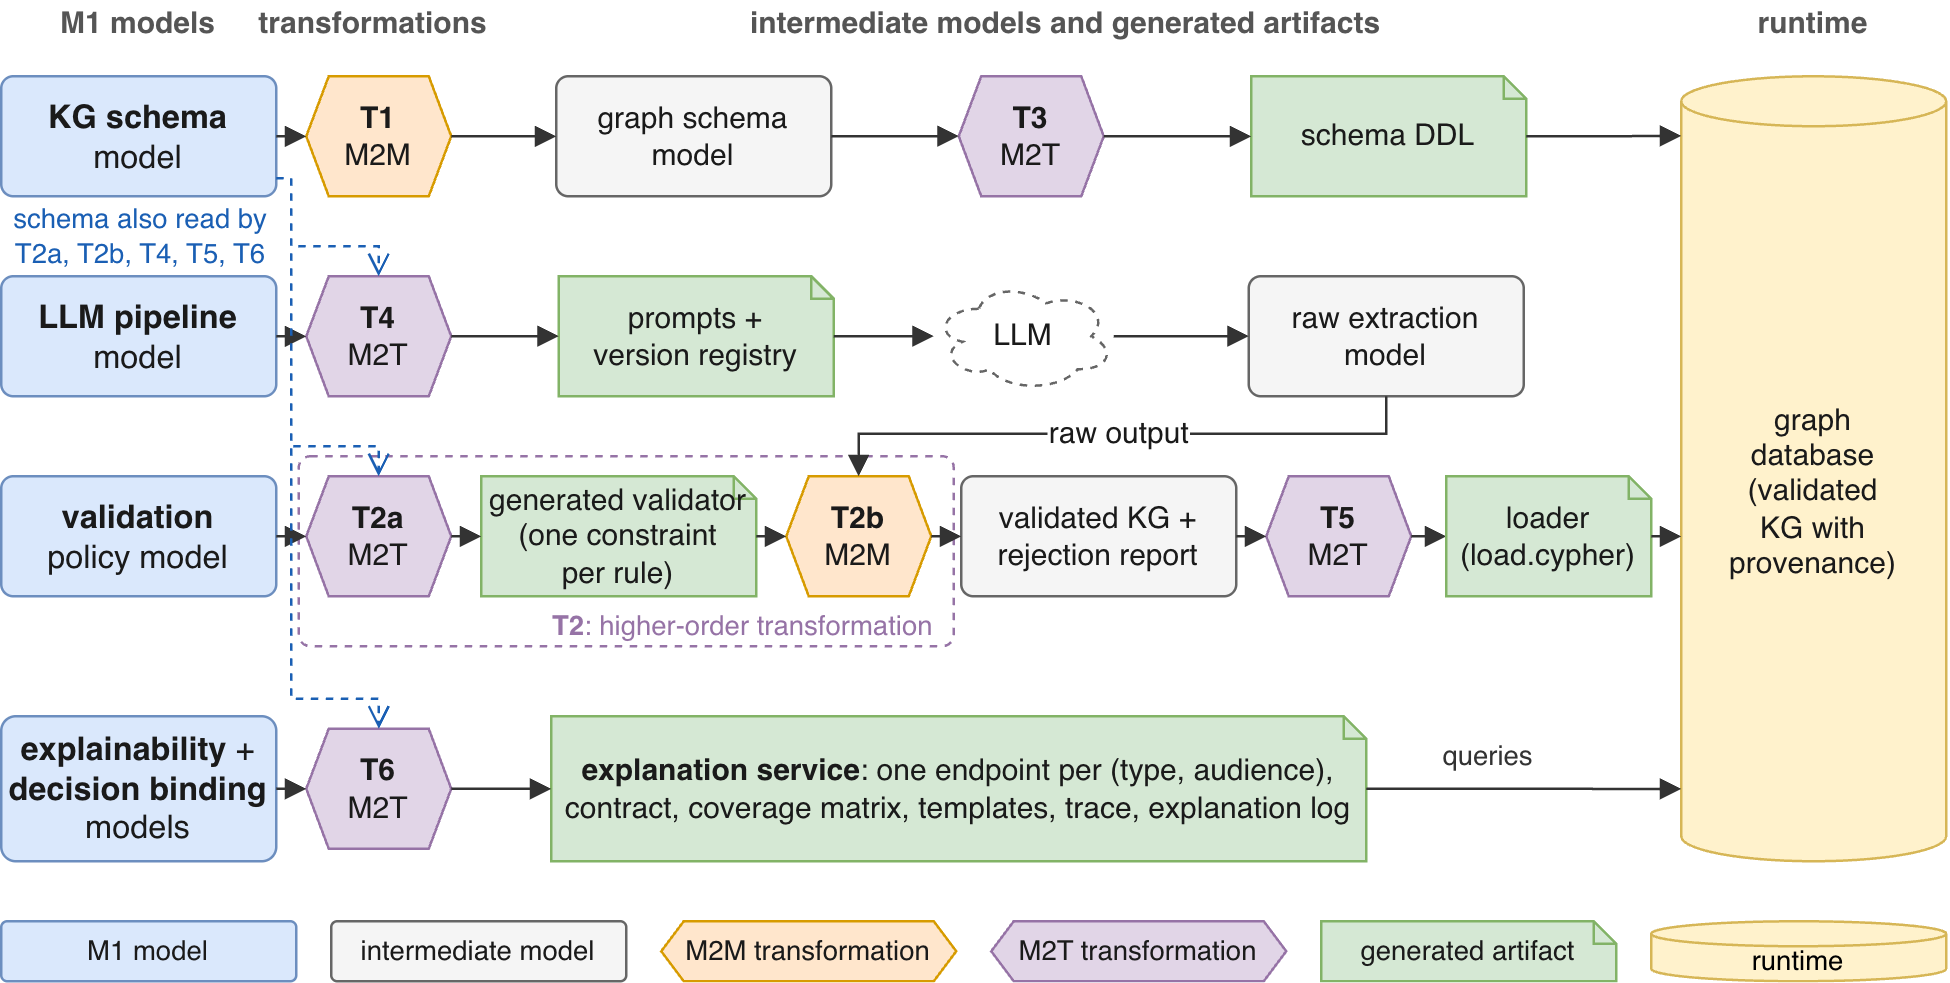 M1 models
transformations
intermediate models and generated artifacts
runtime
KG schema
model
T1
M2M
graph schema
model
T3
M2T
schema DDL
schema also read by
T2a, T2b, T4, T5, T6
LLM pipeline
model
T4
M2T
prompts +
version registry
LLM
raw extraction
model
raw output
validation
policy model
T2a
M2T
generated validator
(one constraint
per rule)
T2b
M2M
validated KG +
rejection report
T5
M2T
loader
(load.cypher)
graph
database
(validated
KG with
provenance)
T2: higher-order transformation
explainability +
decision binding
models
T6
M2T
explanation service: one endpoint per (type, audience),
contract, coverage matrix, templates, trace, explanation log
queries
M1 model
intermediate model
M2M transformation
M2T transformation
generated artifact
runtime